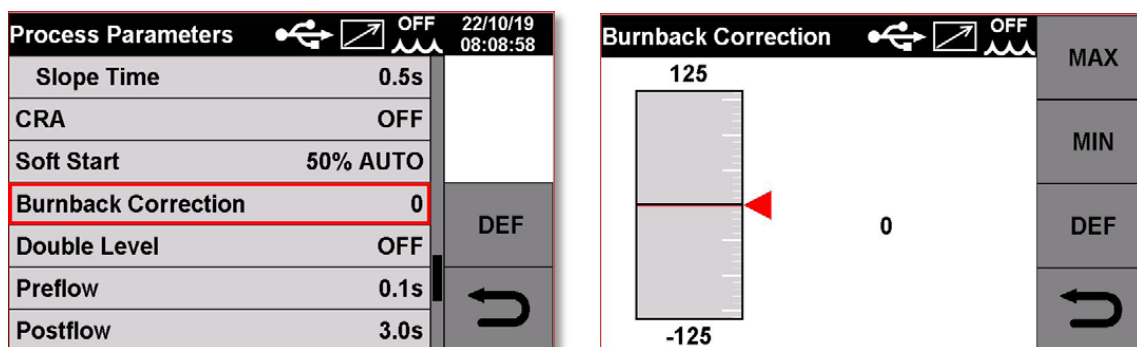 Process Parameters OFF 22/10/19
08:08:58
Slope Time 0.5s
CRA OFF
Soft Start 50% AUTO
Burnback Correction 0
Double Level OFF
Preflow 0.1s
Postflow 3.0s
DEF
Burnback Correction OFF
125
0
-125
MAX
MIN
DEF